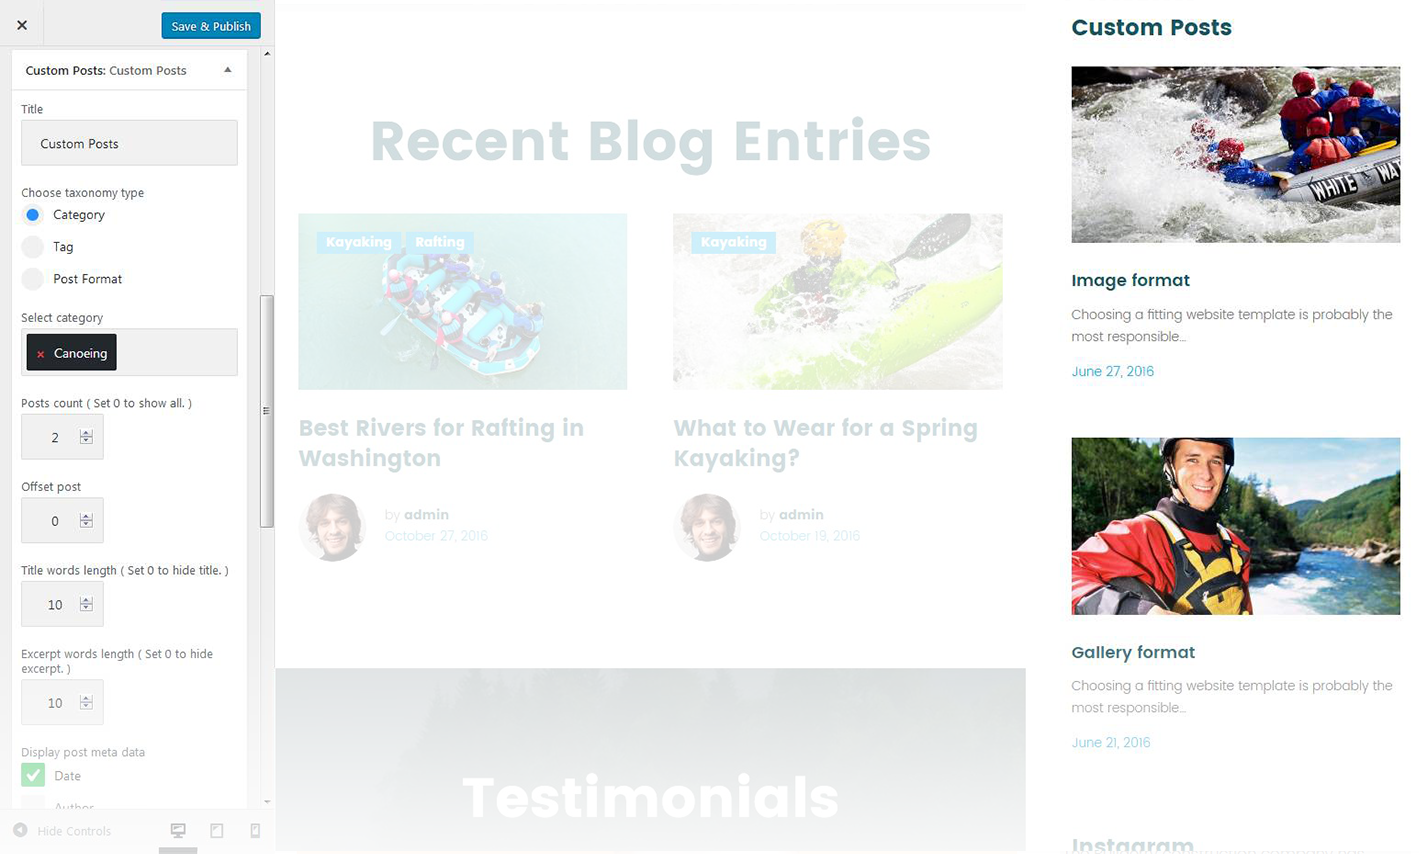 Save & Publish
Custom Posts: Custom Posts
Title
Custom Posts
Choose taxonomy type
Category
Tag
Post Format
Select category
× Canoeing
Posts count ( Set 0 to show all. )
2
Offset post
0
Title words length ( Set 0 to hide title. )
10
Excerpt words length ( Set 0 to hide
excerpt. )
10
Display post meta data
Date
Author
Hide Controls
Recent Blog Entries
Kayaking Rafting
Best Rivers for Rafting in
Washington
by admin
October 27, 2016
Kayaking
What to Wear for a Spring
Kayaking?
by admin
October 19, 2016
Testimonials
Custom Posts
WHITE WAT
Image format
Choosing a fitting website template is probably the
most responsible...
June 27, 2016
Gallery format
Choosing a fitting website template is probably the
most responsible...
June 21, 2016
Instagram